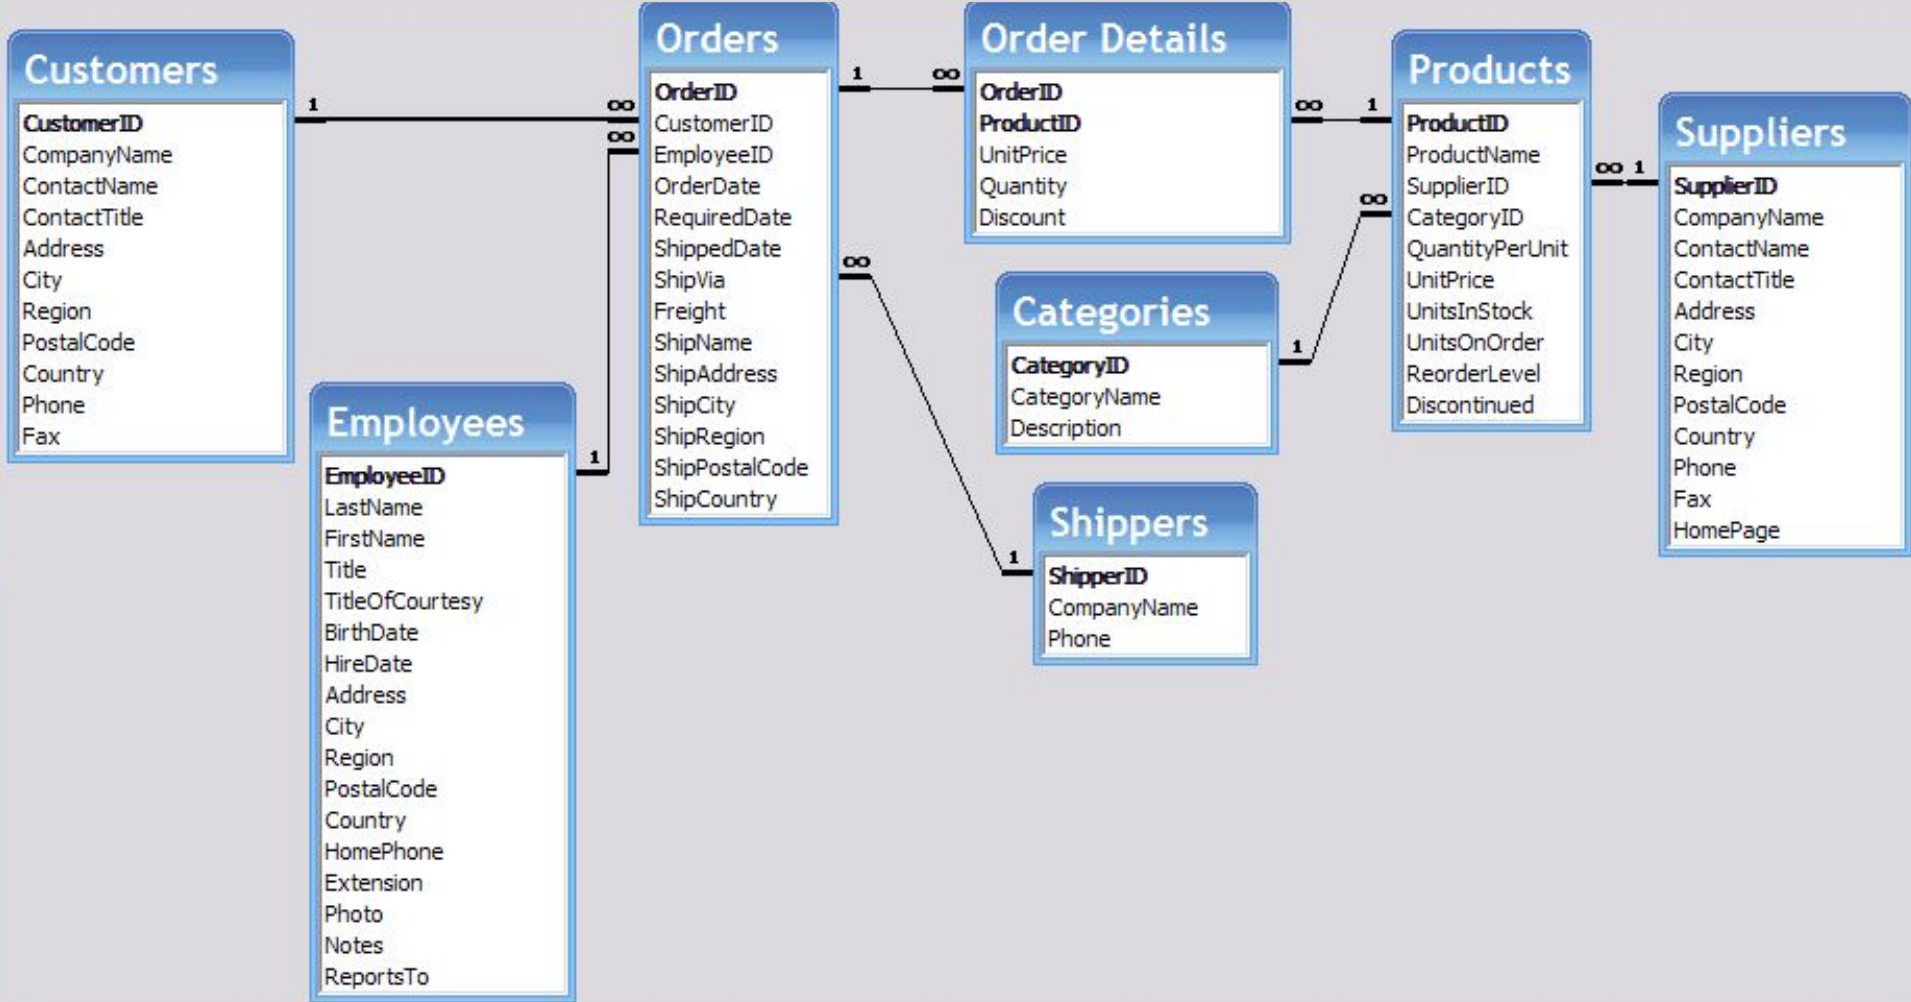 Customers
CustomerID
CompanyName
ContactName
ContactTitle
Address
City
Region
PostalCode
Country
Phone
Fax
1
∞
∞
Employees
EmployeeID
LastName
FirstName
Title
TitleOfCourtesy
BirthDate
HireDate
Address
City
Region
PostalCode
Country
HomePhone
Extension
Photo
Notes
ReportsTo
1
Orders
OrderID
CustomerID
EmployeeID
OrderDate
RequiredDate
ShippedDate
ShipVia
Freight
ShipName
ShipAddress
ShipCity
ShipRegion
ShipPostalCode
ShipCountry
1
∞
∞
Order Details
OrderID
ProductID
UnitPrice
Quantity
Discount
∞
1
∞
Categories
CategoryID
CategoryName
Description
1
Shippers
ShipperID
CompanyName
Phone
1
Products
ProductID
ProductName
SupplierID
CategoryID
QuantityPerUnit
UnitPrice
UnitsInStock
UnitsOnOrder
ReorderLevel
Discontinued
∞
1
Suppliers
SupplierID
CompanyName
ContactName
ContactTitle
Address
City
Region
PostalCode
Country
Phone
Fax
HomePage